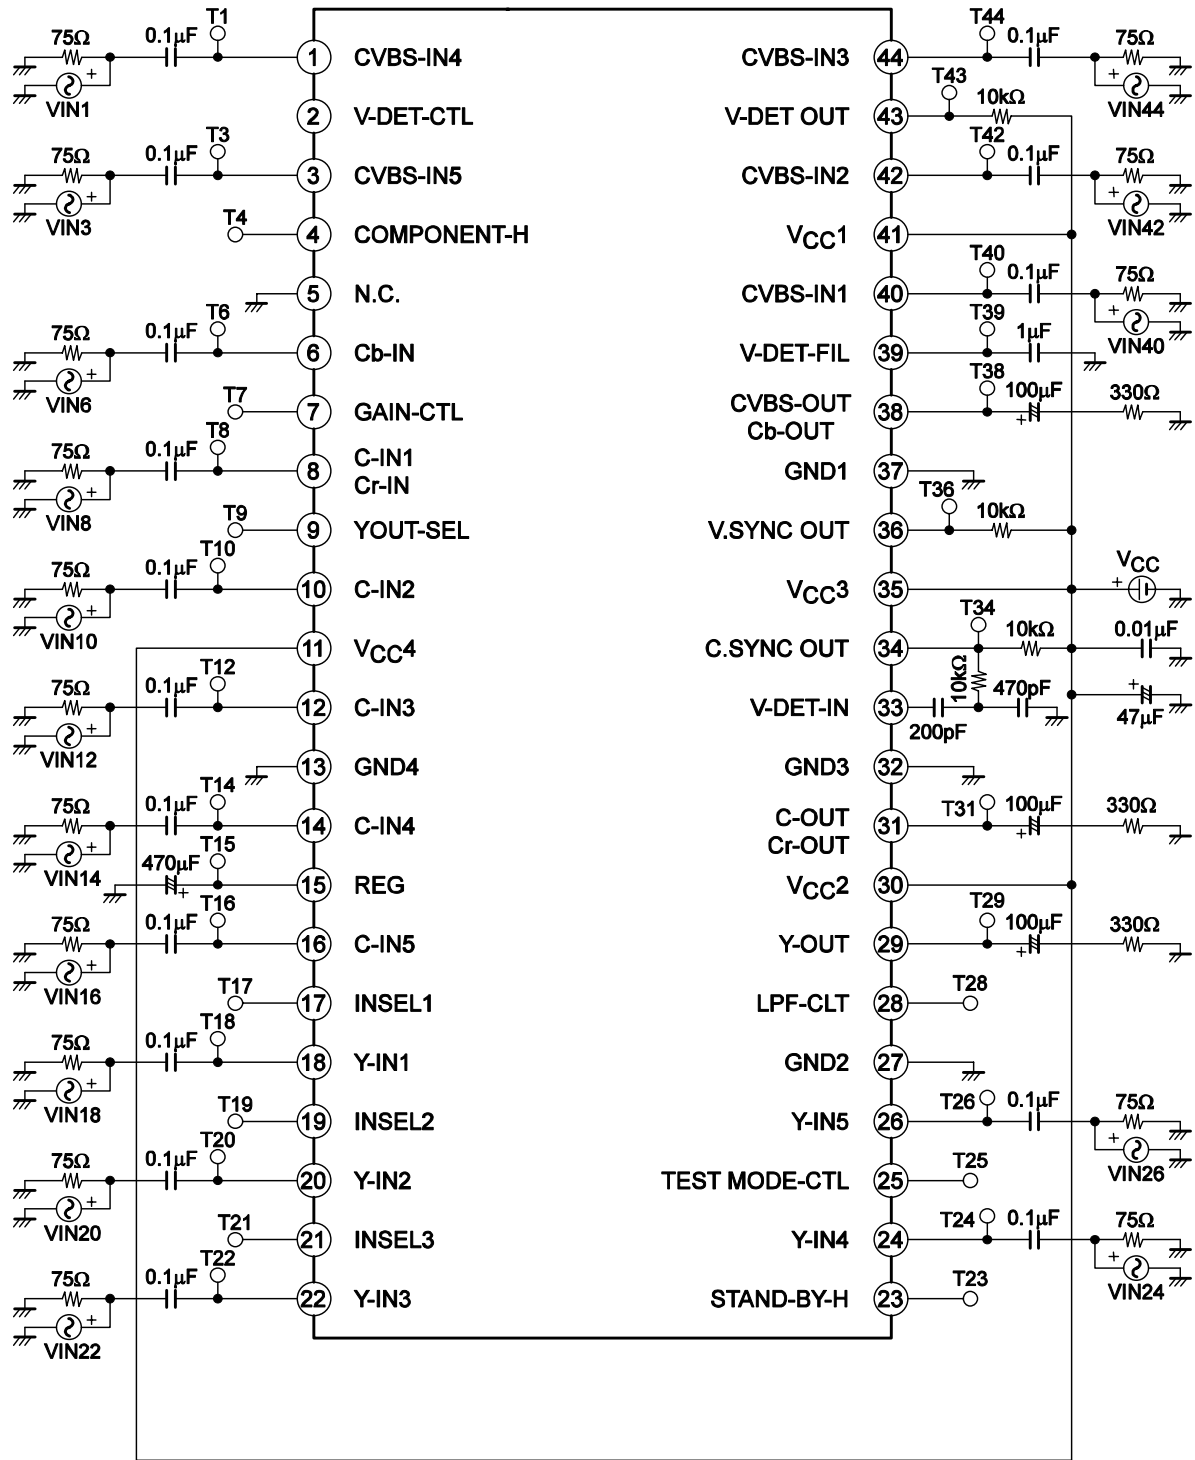 T1
75Ω 0.1μF
1 CVBS-IN4
VIN1
2 V-DET-CTL
T3
75Ω 0.1μF
3 CVBS-IN5
VIN3
T4
4 COMPONENT-H
5 N.C.
T6
75Ω 0.1μF
6 Cb-IN
VIN6
T7
7 GAIN-CTL
T8
75Ω 0.1μF
8 C-IN1
Cr-IN
VIN8
T9
9 YOUT-SEL
T10
75Ω 0.1μF
10 C-IN2
VIN10
11 VCC4
T12
75Ω 0.1μF
12 C-IN3
VIN12
13 GND4
T14
75Ω 0.1μF
14 C-IN4
VIN14
T15
470μF
15 REG
T16
75Ω 0.1μF
16 C-IN5
VIN16
T17
17 INSEL1
T18
75Ω 0.1μF
18 Y-IN1
VIN18
T19
19 INSEL2
T20
75Ω 0.1μF
20 Y-IN2
VIN20
T21
21 INSEL3
T22
75Ω 0.1μF
22 Y-IN3
VIN22
T44
0.1μF 75Ω
CVBS-IN3 44
VIN44
T43
10kΩ
V-DET OUT 43
T42
0.1μF 75Ω
CVBS-IN2 42
VIN42
VCC1 41
T40
0.1μF 75Ω
CVBS-IN1 40
VIN40
T39
1μF
V-DET-FIL 39
T38
100μF 330Ω
CVBS-OUT 38
Cb-OUT
GND1 37
T36
10kΩ
V.SYNC OUT 36
VCC
VCC3 35
T34
10kΩ 0.01μF
C.SYNC OUT 34
10kΩ
470pF
V-DET-IN 33
200pF
47μF
GND3 32
T31 100μF 330Ω
C-OUT 31
Cr-OUT
VCC2 30
T29
100μF 330Ω
Y-OUT 29
T28
LPF-CLT 28
GND2 27
T26 0.1μF 75Ω
Y-IN5 26
VIN26
T25
TEST MODE-CTL 25
T24 0.1μF 75Ω
Y-IN4 24
VIN24
T23
STAND-BY-H 23